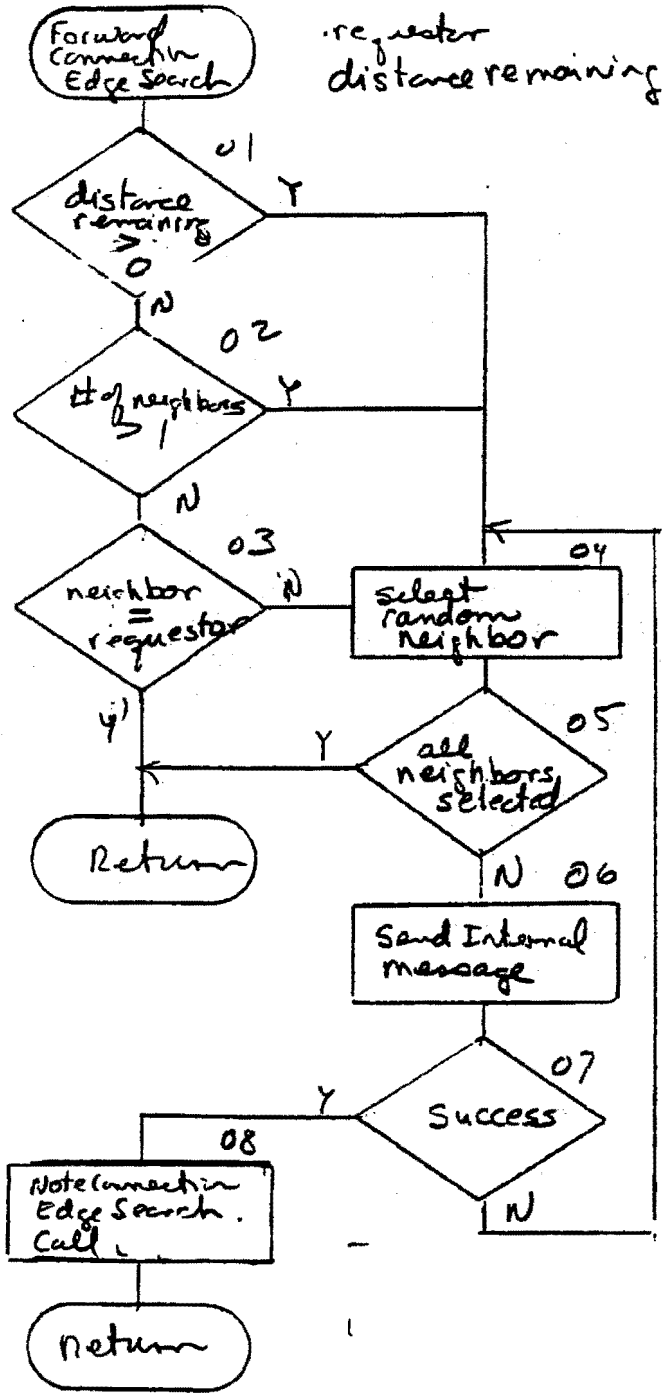 Forward
Connection
Edge Search
.requestor
distance remaining
01
distance
remaining
>
0
Y
N
02
# of neighbors
> 1
Y
N
03
neighbor
=
requestor
N
Y
04
select
random
neighbor
05
all
neighbors
selected
Y
N
Return
06
Send Internal
message
07
Success
Y
N
08
Note Connection
Edge Search
Call
Return